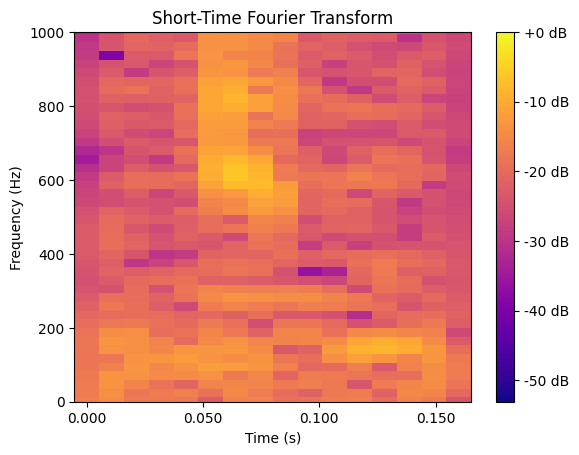 Short-Time Fourier Transform
1000
800
600
400
200
0
Frequency (Hz)
0.000
0.050
0.100
0.150
Time (s)
+0 dB
-10 dB
-20 dB
-30 dB
-40 dB
-50 dB